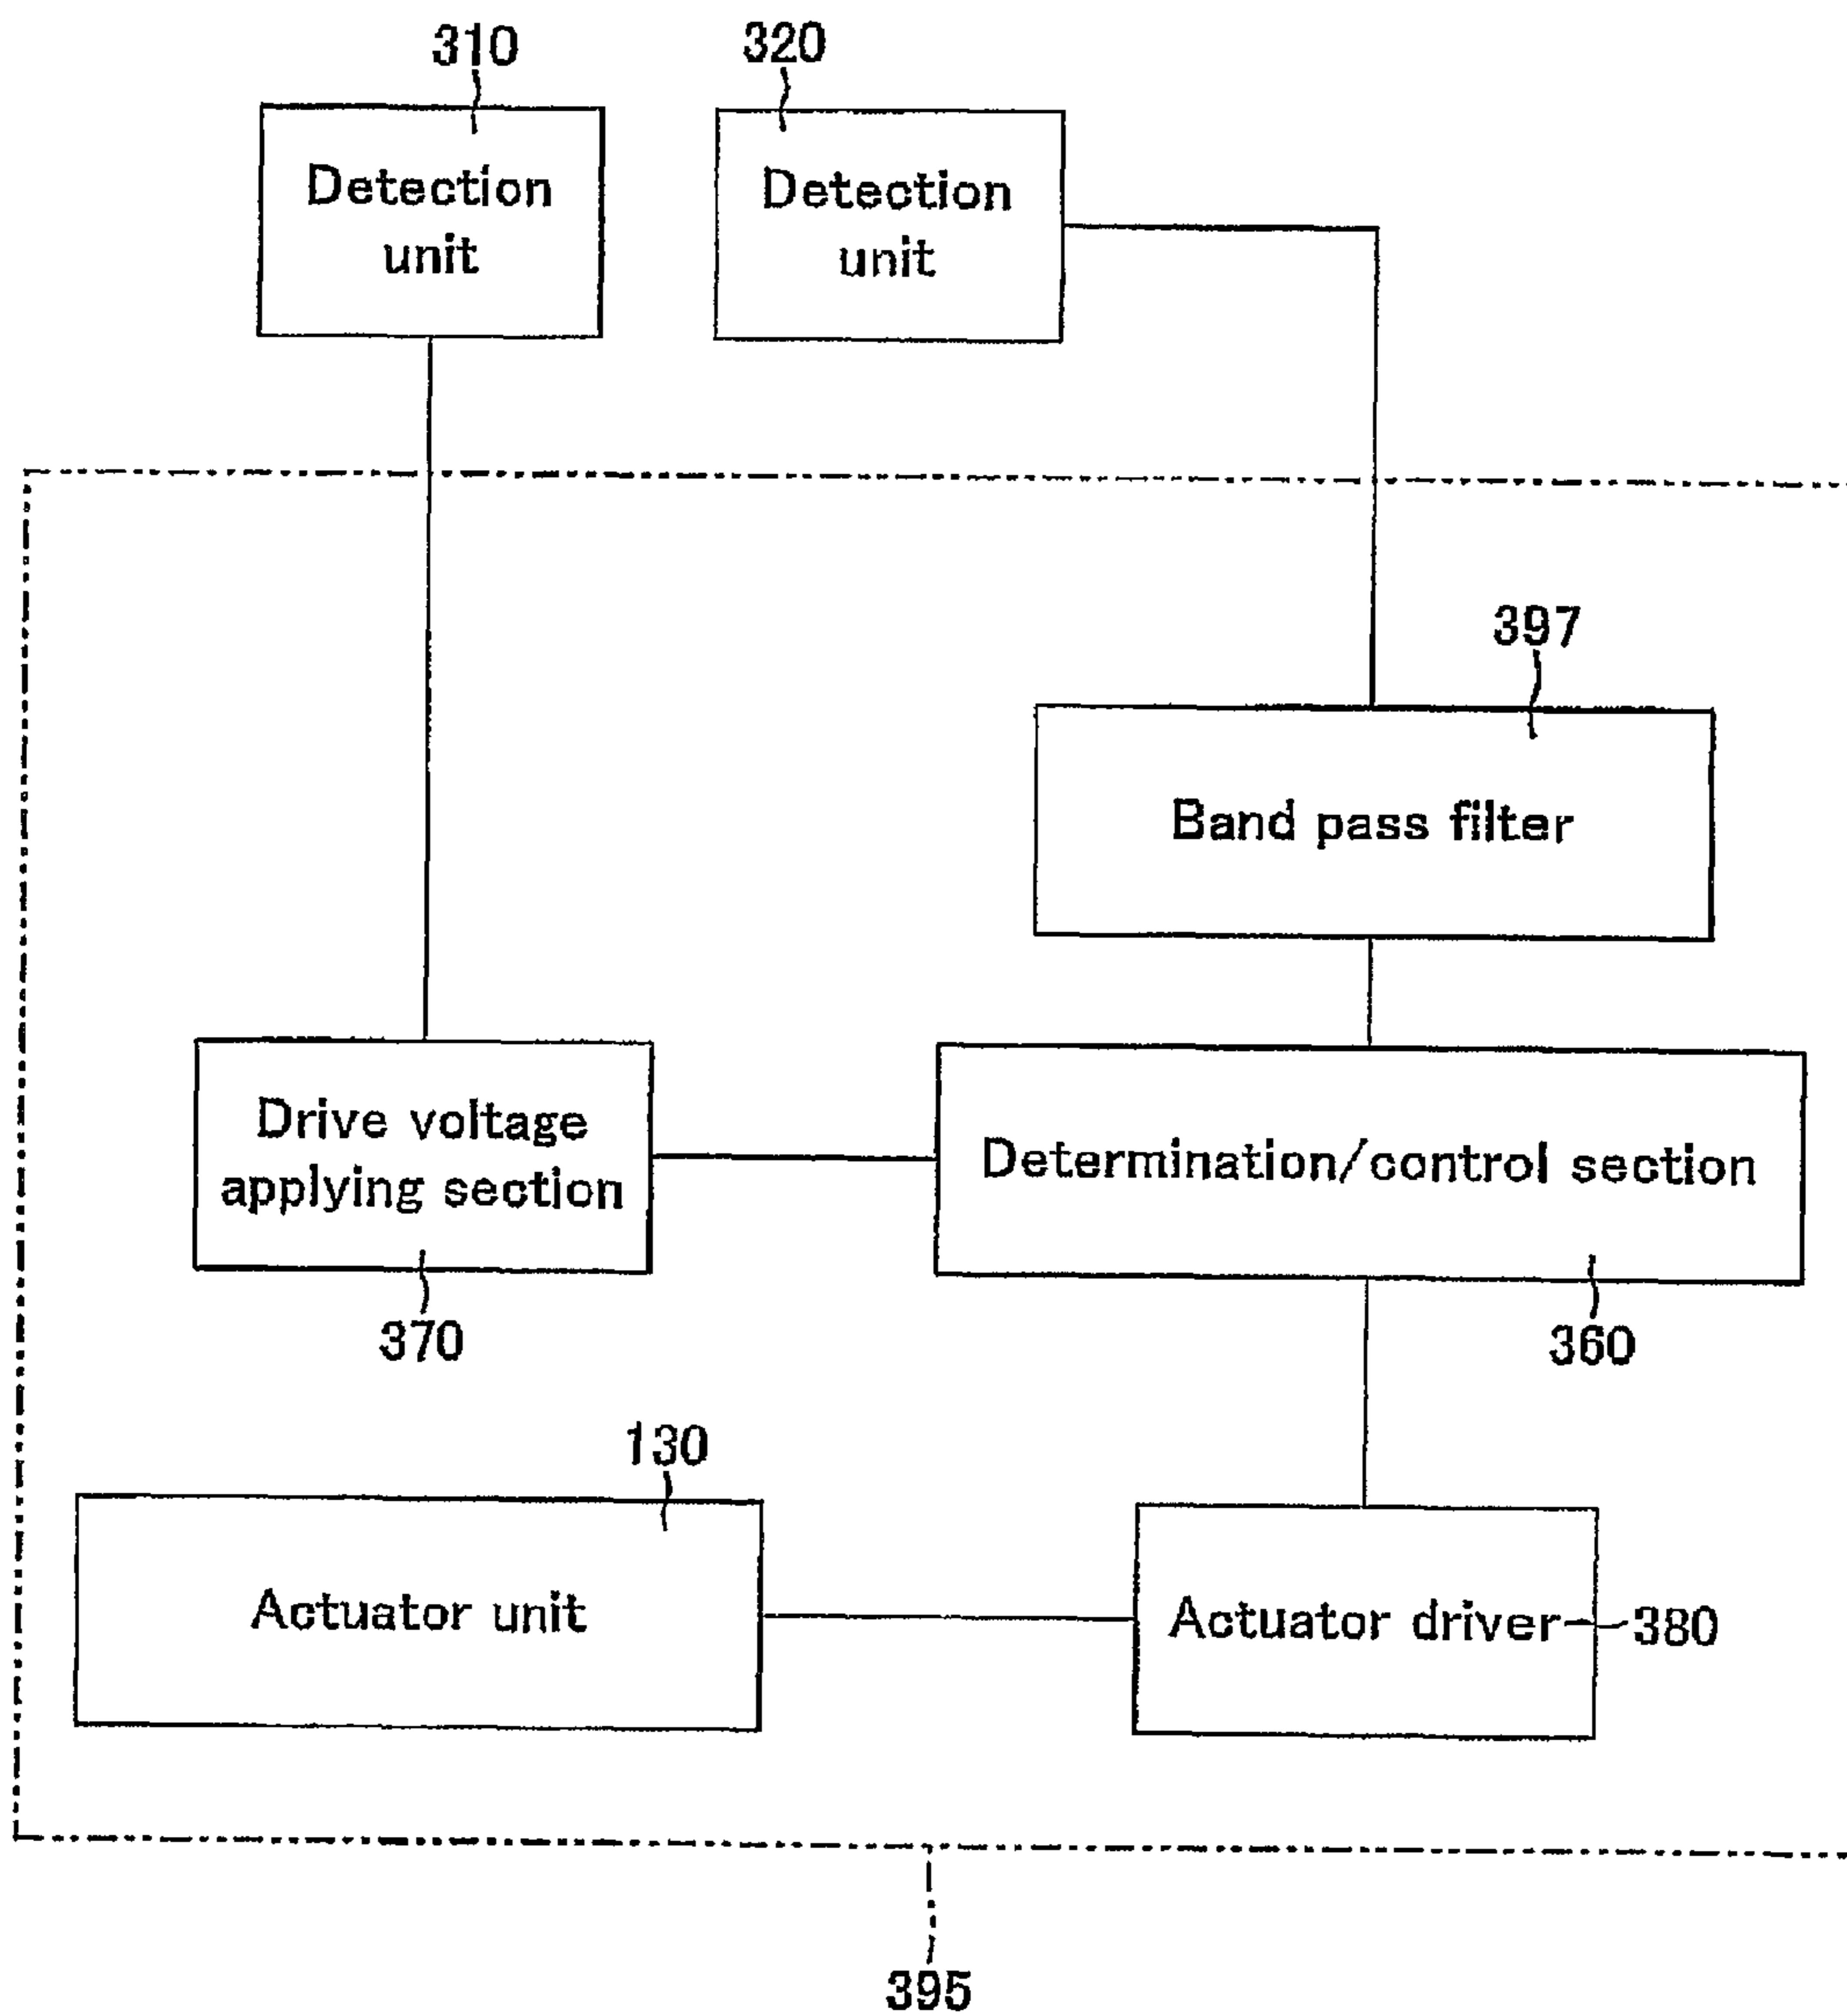 310
320
Detection
unit
Detection
unit
397
Band pass filter
Drive voltage
applying section
Determination/control section
370
360
130
Actuator unit
Actuator driver
380
395